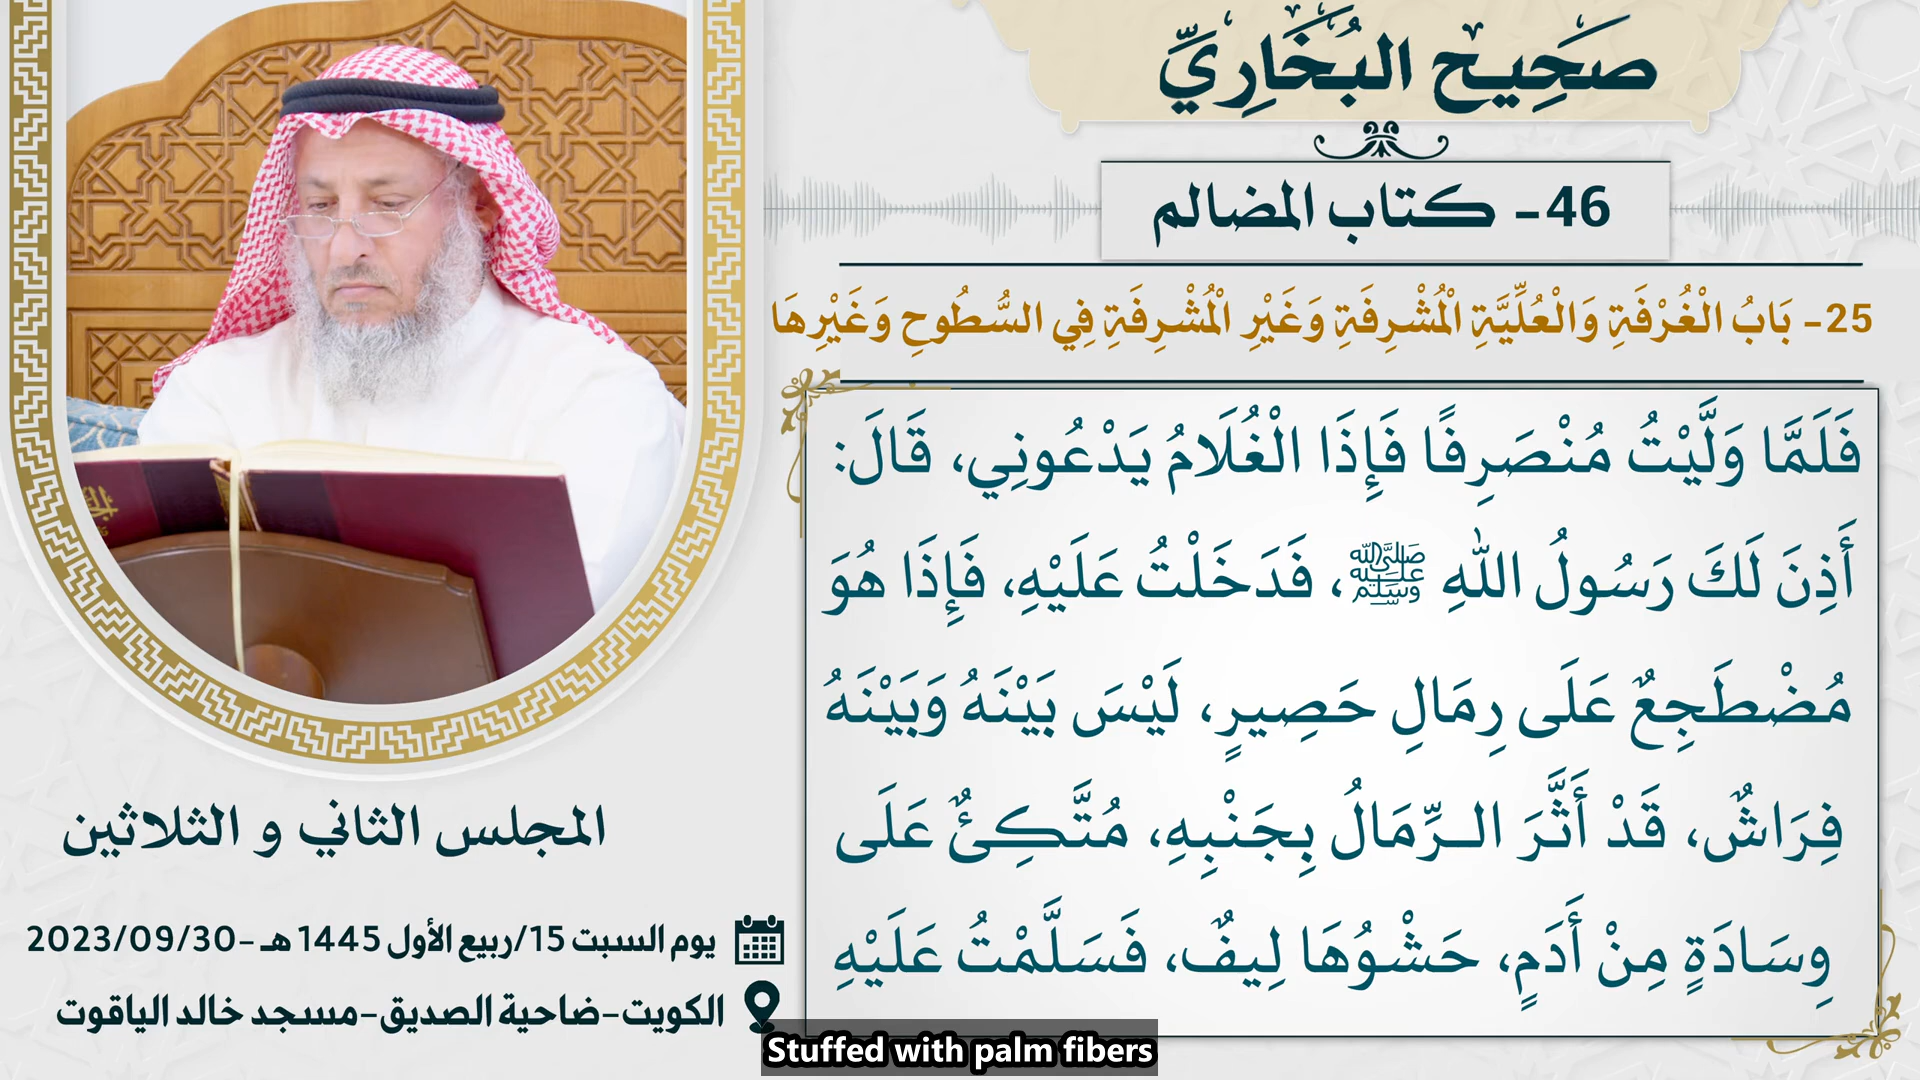 صَحِيح البُخَارِيِّ
46- كتاب المضالم
25- بَابُ الْغُرْفَةِ وَالْعُلِّيَّةِ الْمُشْرِفَةِ وَغَيْرِ الْمُشْرِفَةِ فِي السُّطُوحِ وَغَيْرِهَا
فَلَمَّا وَلَّيْتُ مُنْصَرِفًا فَإِذَا الْغُلَامُ يَدْعُونِي، قَالَ:
أَذِنَ لَكَ رَسُولُ اللهِ ﷺ، فَدَخَلْتُ عَلَيْهِ، فَإِذَا هُوَ
مُضْطَجِعٌ عَلَى رِمَالِ حَصِيرٍ، لَيْسَ بَيْنَهُ وَبَيْنَهُ
فِرَاشٌ، قَدْ أَثَّرَ الرِّمَالُ بِجَنْبِهِ، مُتَّكِئٌ عَلَى
وِسَادَةٍ مِنْ أَدَمٍ، حَشْوُهَا لِيفٌ، فَسَلَّمْتُ عَلَيْهِ
المجلس الثاني و الثلاثين
يوم السبت 15/ربيع الأول 1445 هـ -2023/09/30
الكويت-ضاحية الصديق-مسجد خالد الياقوت
Stuffed with palm fibers